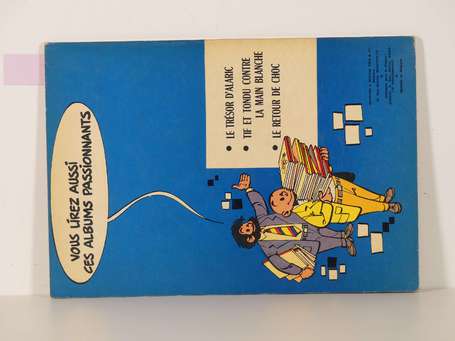 VOUS LIREZ AUSSI
CES ALBUMS PASSIONNANTS
• LE TRÉSOR D'ALARIC
• TIF ET TONDU CONTRE
LA MAIN BLANCHE
• LE RETOUR DE CHOC